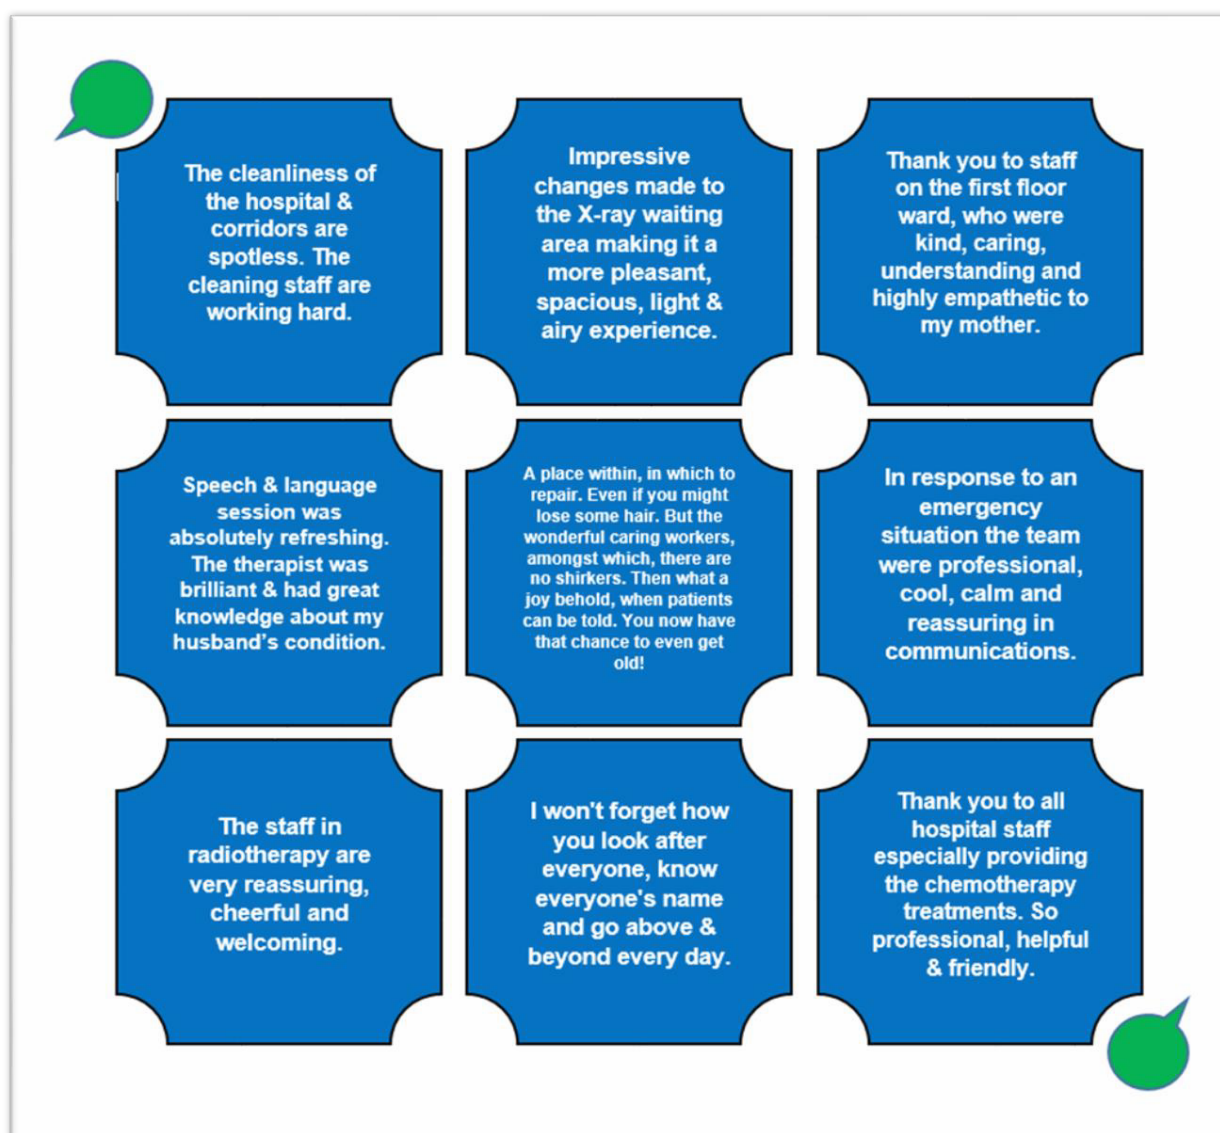 The cleanliness of
the hospital &
corridors are
spotless. The
cleaning staff are
working hard.
Impressive
changes made to
the X-ray waiting
area making it a
more pleasant,
spacious, light &
airy experience.
Thank you to staff
on the first floor
ward, who were
kind, caring,
understanding and
highly empathetic to
my mother.
Speech & language
session was
absolutely refreshing.
The therapist was
brilliant & had great
knowledge about my
husband's condition.
A place within, in which to
repair. Even if you might
lose some hair. But the
wonderful caring workers,
amongst which, there are
no shirkers. Then what a
joy behold, when patients
can be told. You now have
that chance to even get
old!
In response to an
emergency
situation the team
were professional,
cool, calm and
reassuring in
communications.
The staff in
radiotherapy are
very reassuring,
cheerful and
welcoming.
I won't forget how
you look after
everyone, know
everyone's name
and go above &
beyond every day.
Thank you to all
hospital staff
especially providing
the chemotherapy
treatments. So
professional, helpful
& friendly.